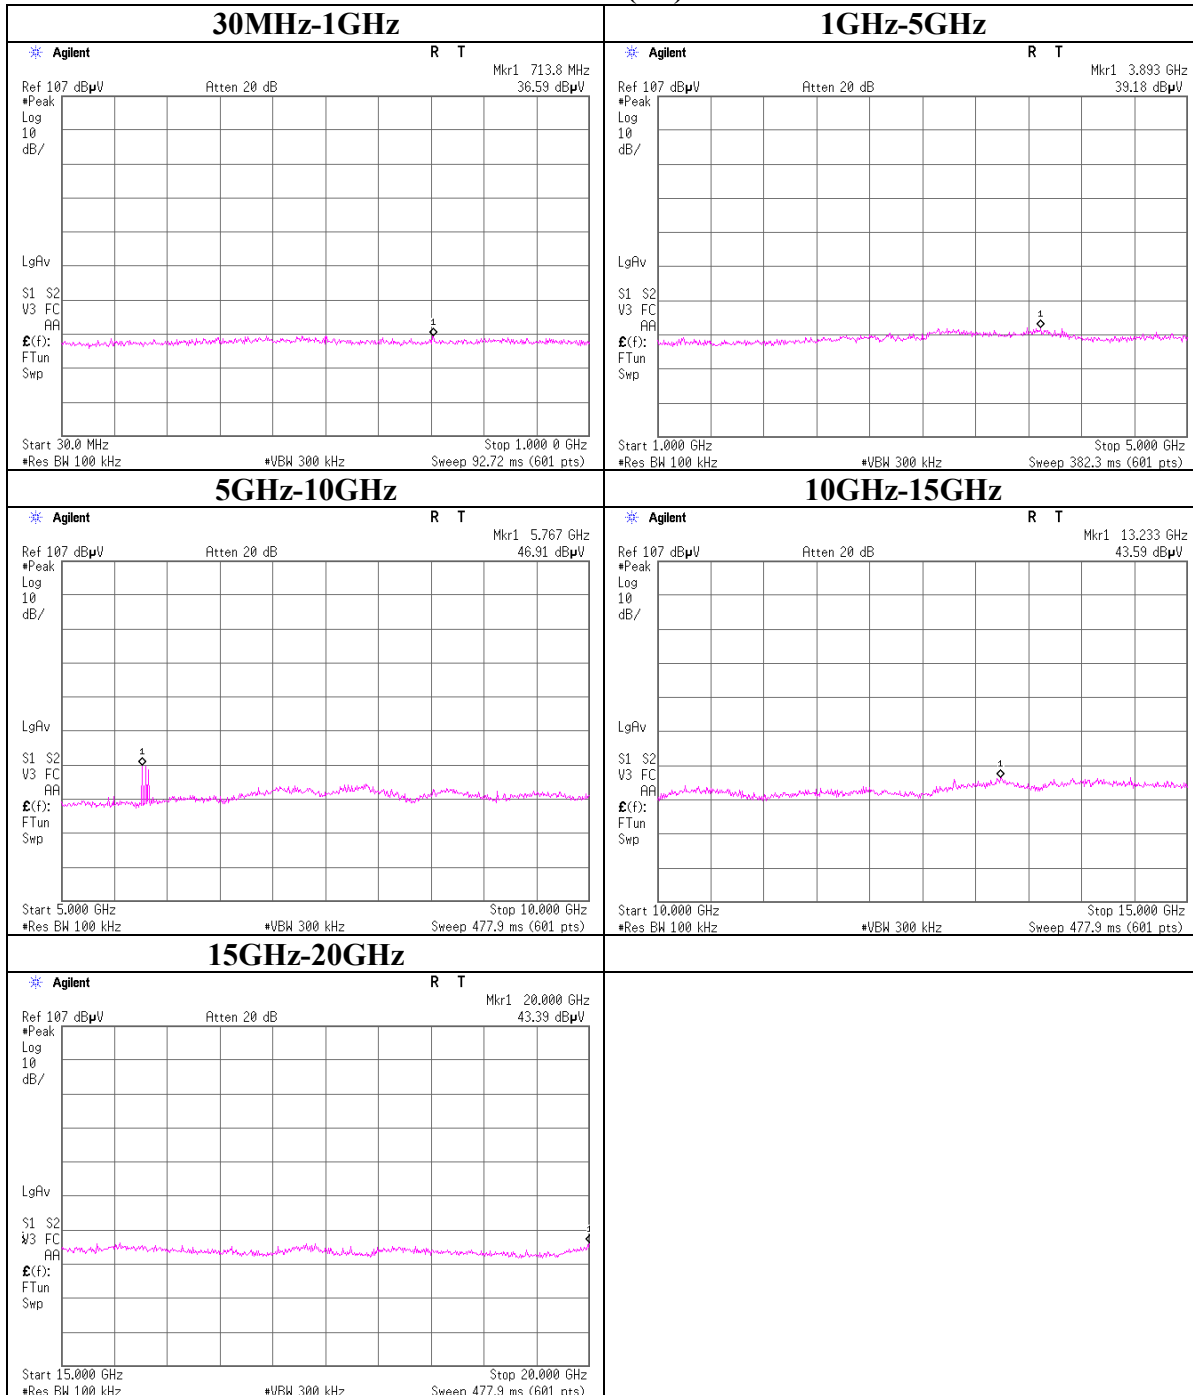 30MHz-1GHz
Agilent R T
Mkr1 713.8 MHz
Ref 107 dBµV Atten 20 dB 36.59 dBµV
#Peak
Log
10
dB/
LgAv
S1 S2
V3 FC
AA
£(f):
FTun
Swp
1
Start 30.0 MHz Stop 1.000 0 GHz
#Res BW 100 kHz #VBW 300 kHz Sweep 92.72 ms (601 pts)
1GHz-5GHz
Agilent R T
Mkr1 3.893 GHz
Ref 107 dBµV Atten 20 dB 39.18 dBµV
#Peak
Log
10
dB/
LgAv
S1 S2
V3 FC
AA
£(f):
FTun
Swp
1
Start 1.000 GHz Stop 5.000 GHz
#Res BW 100 kHz #VBW 300 kHz Sweep 382.3 ms (601 pts)
5GHz-10GHz
Agilent R T
Mkr1 5.767 GHz
Ref 107 dBµV Atten 20 dB 46.91 dBµV
#Peak
Log
10
dB/
LgAv
1
S1 S2
V3 FC
AA
£(f):
FTun
Swp
Start 5.000 GHz Stop 10.000 GHz
#Res BW 100 kHz #VBW 300 kHz Sweep 477.9 ms (601 pts)
10GHz-15GHz
Agilent R T
Mkr1 13.233 GHz
Ref 107 dBµV Atten 20 dB 43.59 dBµV
#Peak
Log
10
dB/
LgAv
S1 S2
1
V3 FC
AA
£(f):
FTun
Swp
Start 10.000 GHz Stop 15.000 GHz
#Res BW 100 kHz #VBW 300 kHz Sweep 477.9 ms (601 pts)
15GHz-20GHz
Agilent R T
Mkr1 20.000 GHz
Ref 107 dBµV Atten 20 dB 43.39 dBµV
#Peak
Log
10
dB/
LgAv
S1 S2
1
V3 FC
AA
£(f):
FTun
Swp
Start 15.000 GHz Stop 20.000 GHz
#Res BW 100 kHz #VBW 300 kHz Sweep 477.9 ms (601 pts)